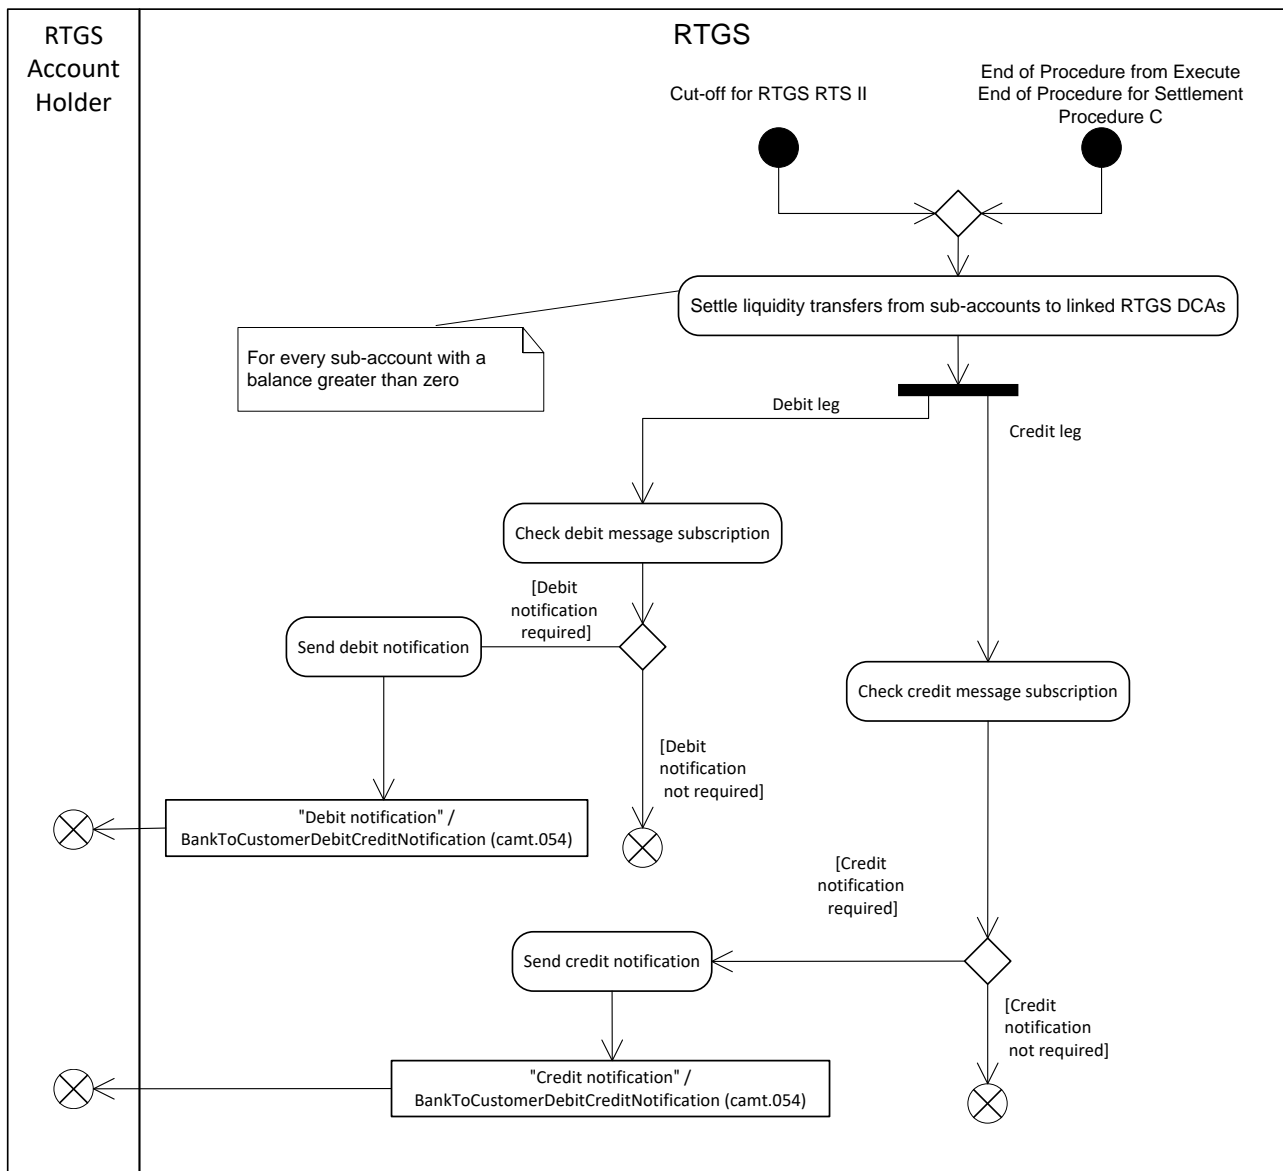 RTGS
Account
Holder
RTGS
Cut-off for RTGS RTS II
End of Procedure from Execute
End of Procedure for Settlement
Procedure C
Settle liquidity transfers from sub-accounts to linked RTGS DCAs
For every sub-account with a
balance greater than zero
Debit leg
Credit leg
Check debit message subscription
[Debit
notification
required]
Send debit notification
Check credit message subscription
[Debit
notification
not required]
"Debit notification" /
BankToCustomerDebitCreditNotification (camt.054)
[Credit
notification
required]
Send credit notification
[Credit
notification
not required]
"Credit notification" /
BankToCustomerDebitCreditNotification (camt.054)